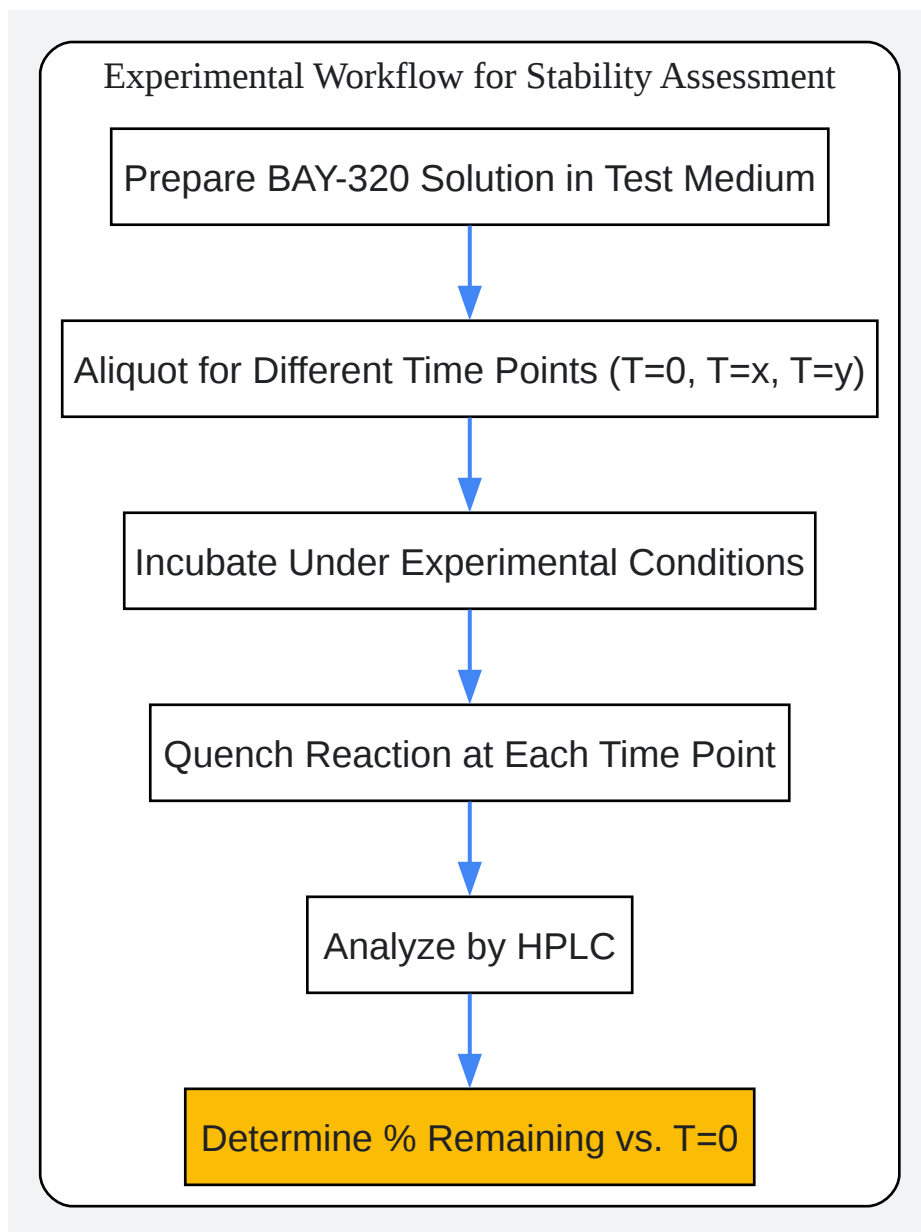 Experimental Workflow for Stability Assessment
Prepare BAY-320 Solution in Test Medium
Aliquot for Different Time Points (T=0, T=x, T=y)
Incubate Under Experimental Conditions
Quench Reaction at Each Time Point
Analyze by HPLC
Determine % Remaining vs. T=0